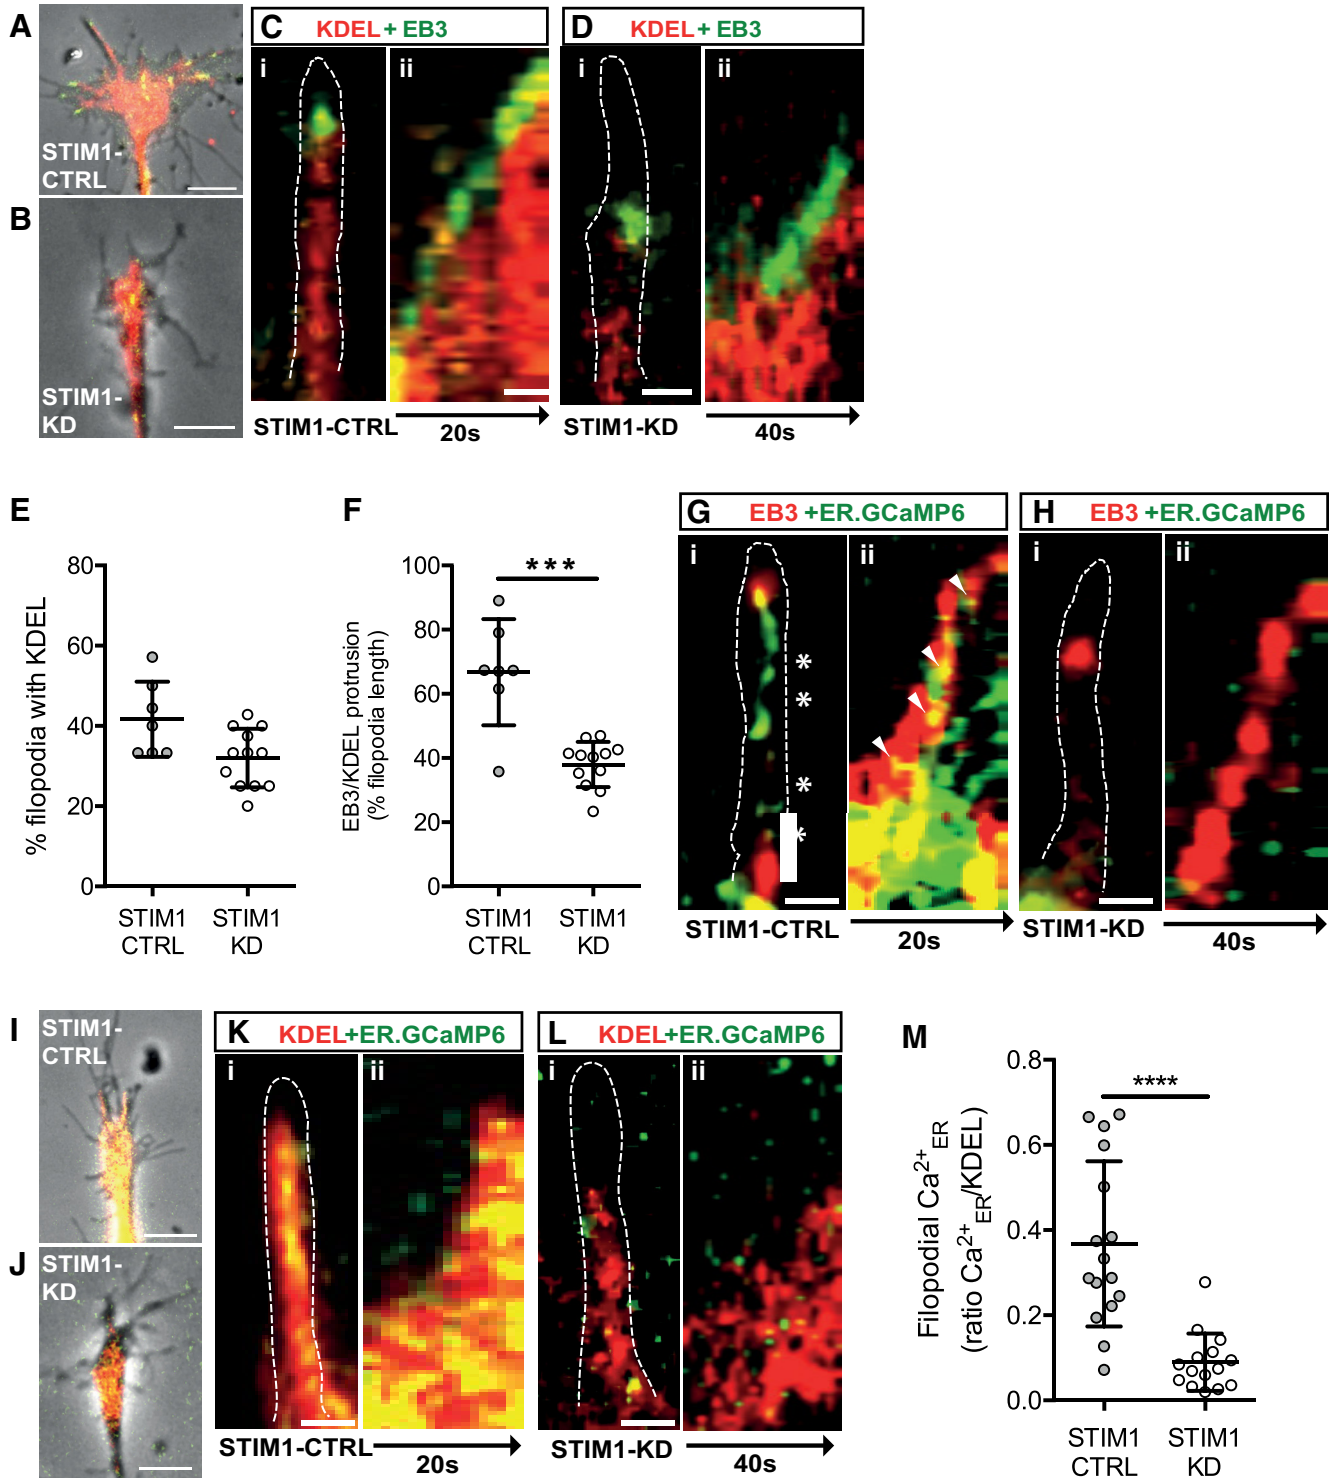 A
STIM1-
CTRL
B
STIM1-
KD
C
KDEL + EB3
i
ii
STIM1-CTRL
20s
D
KDEL + EB3
i
ii
STIM1-KD
40s
E
% filopodia with KDEL
80
60
40
20
0
STIM1
CTRL
STIM1
KD
F
EB3/KDEL protrusion
(% filopodia length)
100
80
60
40
20
0
***
STIM1
CTRL
STIM1
KD
G
EB3 +ER.GCaMP6
i
ii
*
*
*
*
STIM1-CTRL
20s
H
EB3 +ER.GCaMP6
i
ii
STIM1-KD
40s
I
STIM1-
CTRL
J
STIM1-
KD
K
KDEL+ER.GCaMP6
i
ii
STIM1-CTRL
20s
L
KDEL+ER.GCaMP6
i
ii
STIM1-KD
40s
M
Filopodial Ca2+ER
(ratio Ca2+ER/KDEL)
0.8
0.6
0.4
0.2
0.0
****
STIM1
CTRL
STIM1
KD